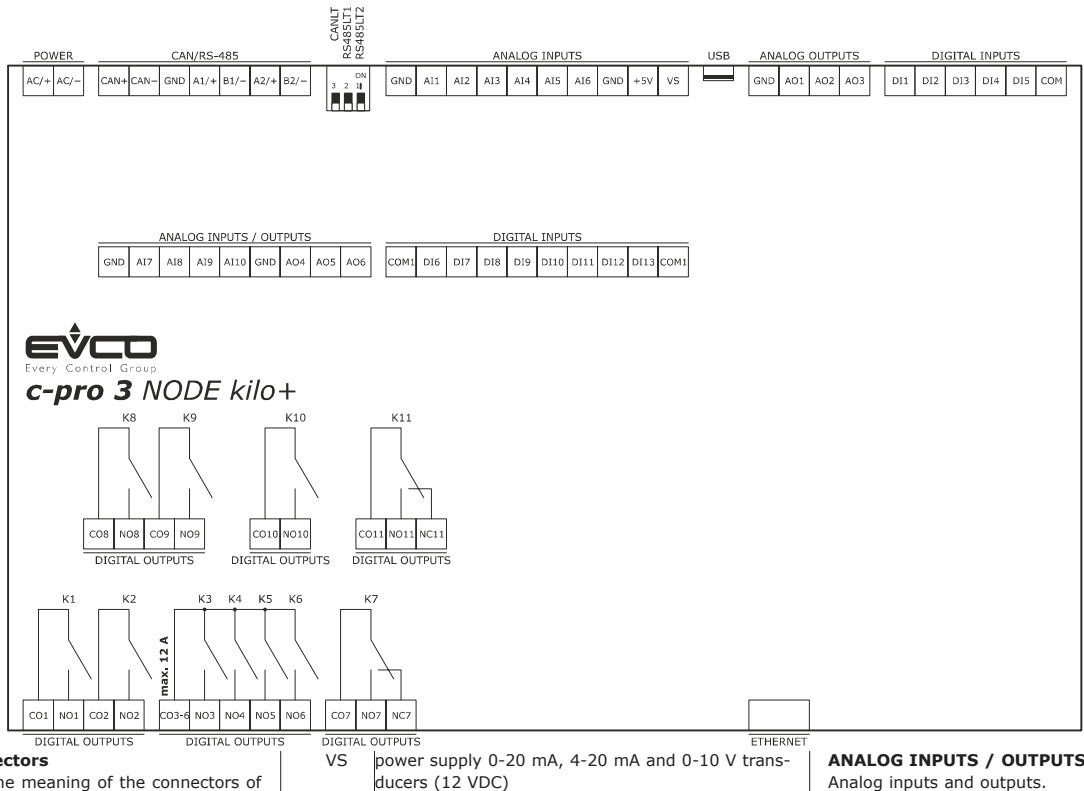 CANLT
RS485LT1
RS485LT2
POWER CAN/RS-485 ANALOG INPUTS USB ANALOG OUTPUTS DIGITAL INPUTS
ON
3 2 1
AC/+ AC/− CAN+ CAN− GND A1/+ B1/− A2/+ B2/− GND AI1 AI2 AI3 AI4 AI5 AI6 GND +5V VS GND AO1 AO2 AO3 DI1 DI2 DI3 DI4 DI5 COM
ANALOG INPUTS / OUTPUTS DIGITAL INPUTS
GND AI7 AI8 AI9 AI10 GND AO4 AO5 AO6 COM1 DI6 DI7 DI8 DI9 DI10 DI11 DI12 DI13 COM1
EVCO
Every Control Group
c-pro 3 NODE kilo+
K8 K9 K10 K11
CO8 NO8 CO9 NO9 CO10 NO10 CO11 NO11 NC11
DIGITAL OUTPUTS DIGITAL OUTPUTS DIGITAL OUTPUTS
K1 K2 K3 K4 K5 K6 K7
max. 12 A
CO1 NO1 CO2 NO2 CO3-6 NO3 NO4 NO5 NO6 CO7 NO7 NC7
DIGITAL OUTPUTS DIGITAL OUTPUTS DIGITAL OUTPUTS ETHERNET
ectors
ne meaning of the connectors of
VS power supply 0-20 mA, 4-20 mA and 0-10 V trans-
ducers (12 VDC)
ANALOG INPUTS / OUTPUTS
Analog inputs and outputs.